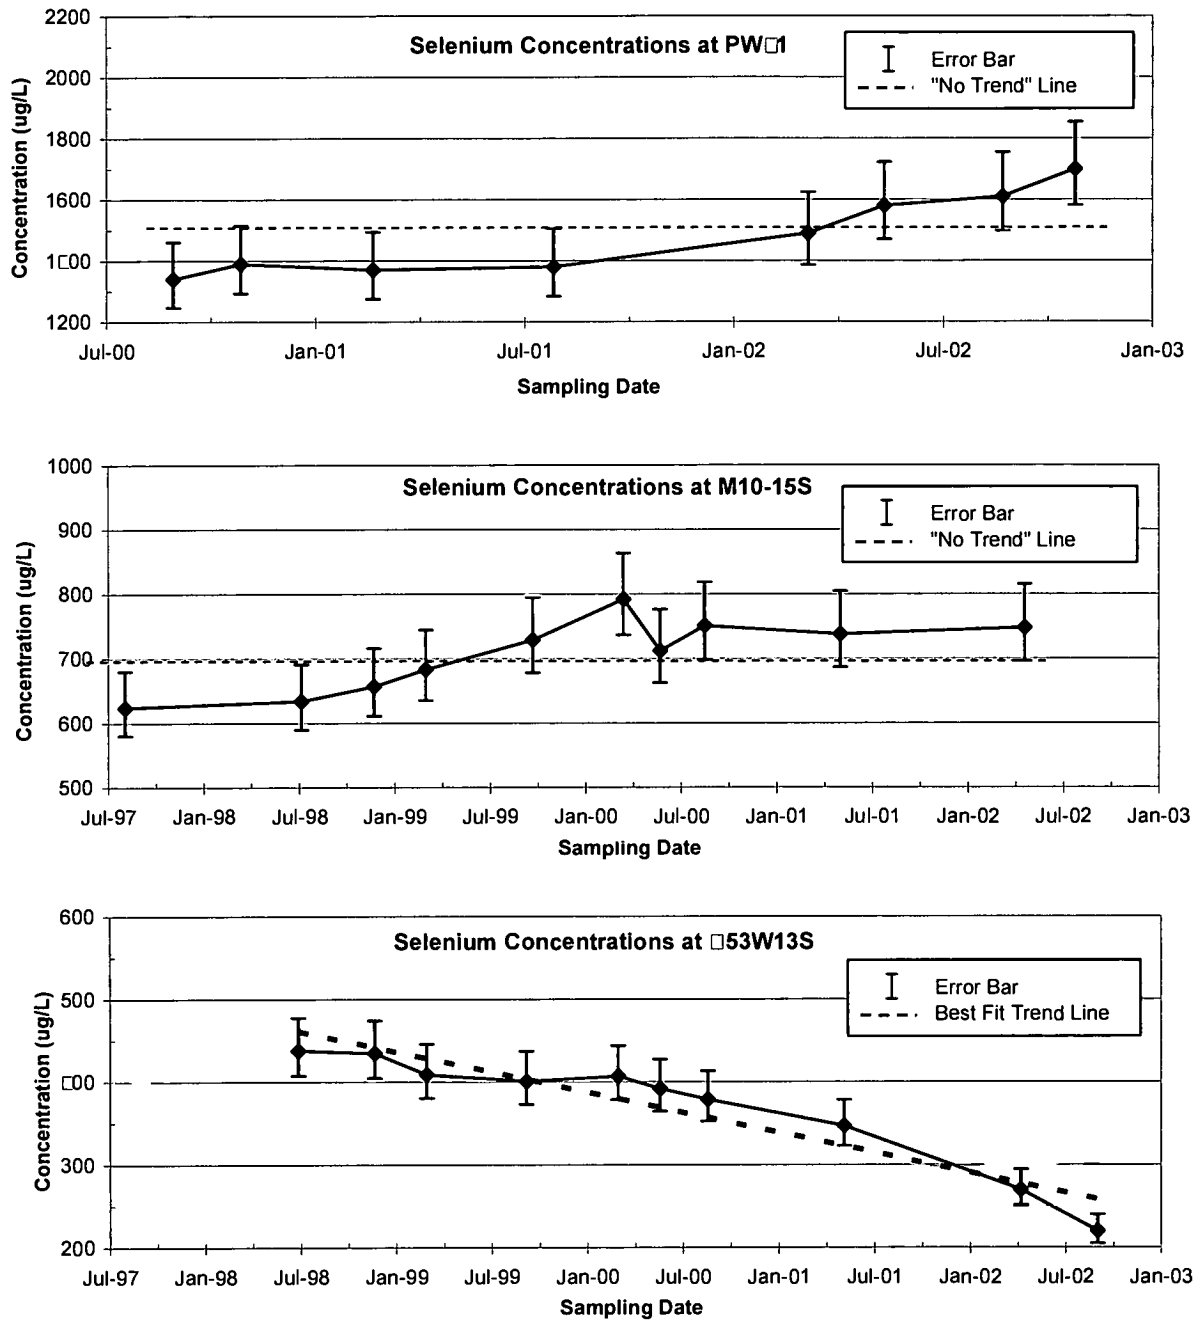 2200
2000
1800
1600
1□00
1200
Concentration (ug/L)
Selenium Concentrations at PW□1
Error Bar
"No Trend" Line
Jul-00 Jan-01 Jul-01 Jan-02 Jul-02 Jan-03
Sampling Date
1000
900
800
700
600
500
Concentration (ug/L)
Selenium Concentrations at M10-15S
Error Bar
"No Trend" Line
Jul-97 Jan-98 Jul-98 Jan-99 Jul-99 Jan-00 Jul-00 Jan-01 Jul-01 Jan-02 Jul-02 Jan-03
Sampling Date
600
500
□00
300
200
Concentration (ug/L)
Selenium Concentrations at □53W13S
Error Bar
Best Fit Trend Line
Jul-97 Jan-98 Jul-98 Jan-99 Jul-99 Jan-00 Jul-00 Jan-01 Jul-01 Jan-02 Jul-02 Jan-03
Sampling Date